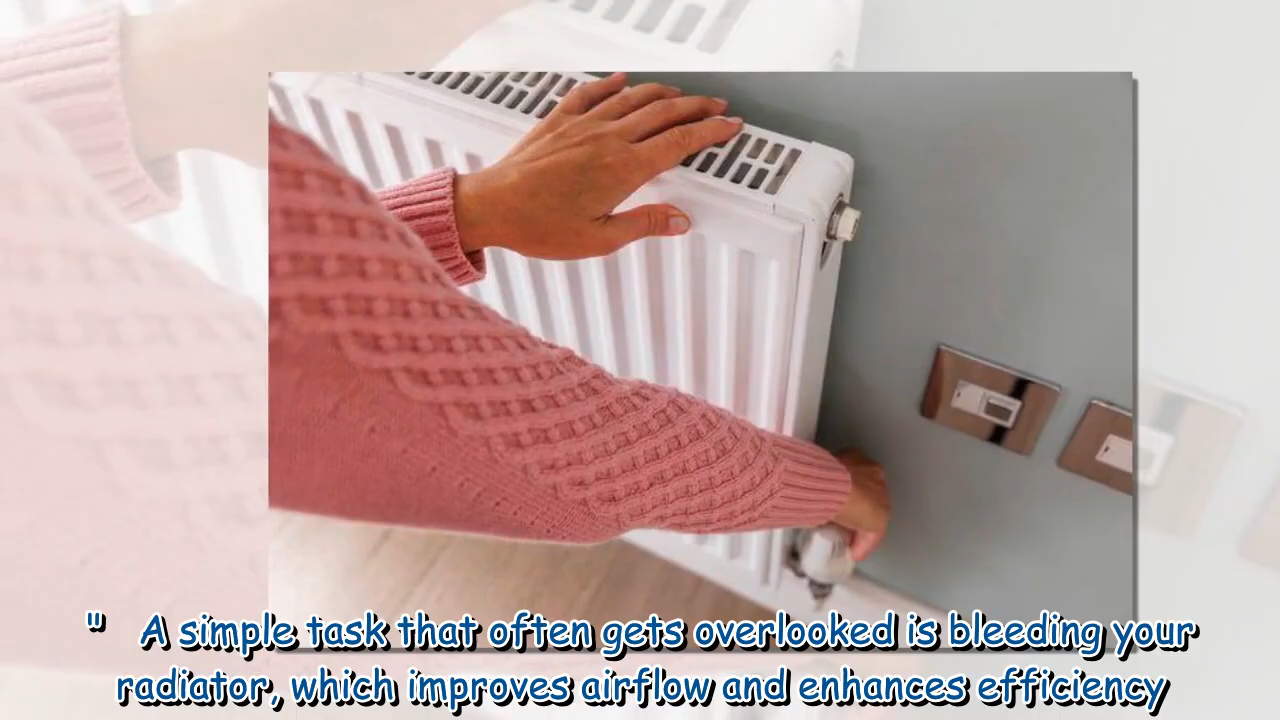 " A simple task that often gets overlooked is bleeding your
radiator, which improves airflow and enhances efficiency